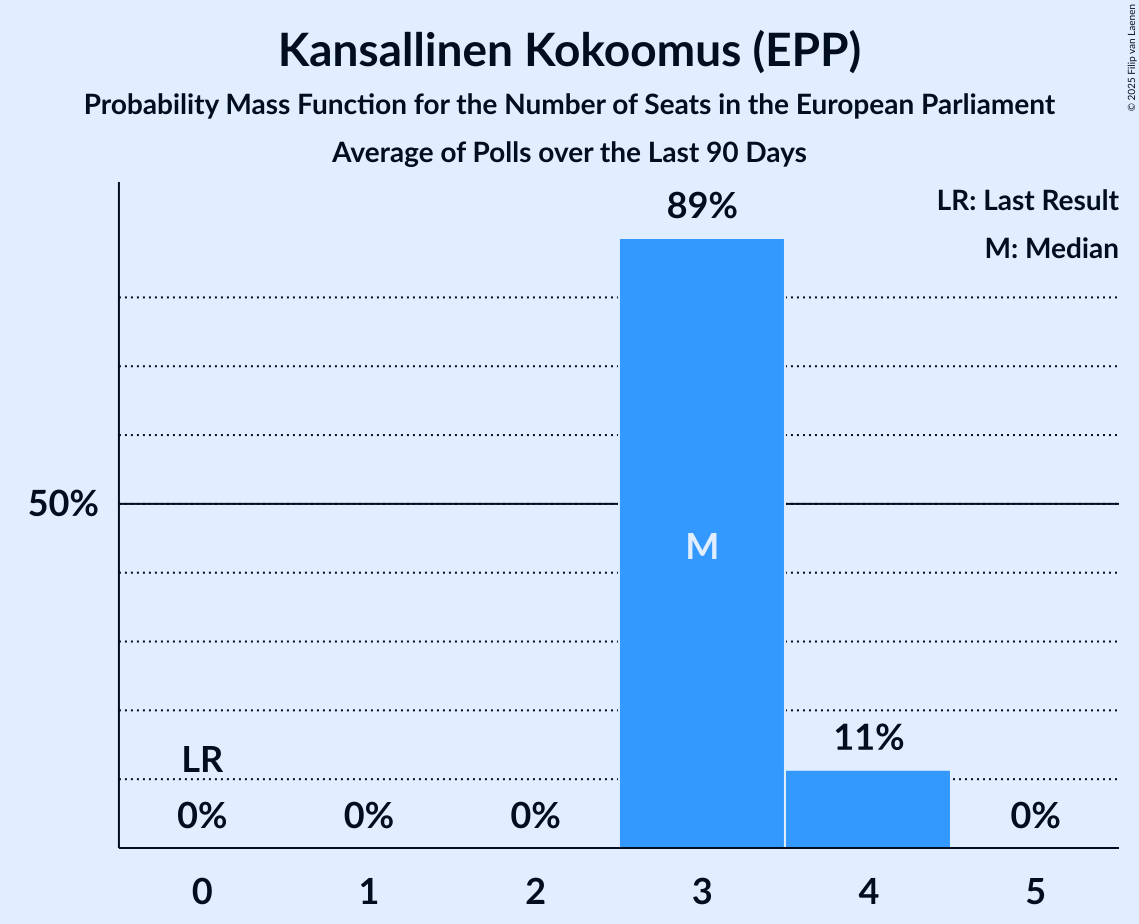 Kansallinen Kokoomus (EPP)
Probability Mass Function for the Number of Seats in the European Parliament
Average of Polls over the Last 90 Days
© 2025 Filip van Laenen
LR: Last Result
M: Median
89%
50%
M
11%
LR
0% 0% 0% 0%
0 1 2 3 4 5